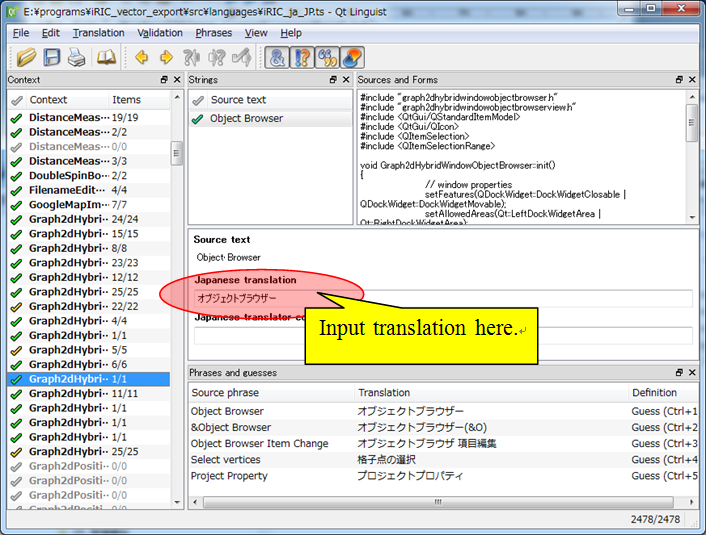 E:¥programs¥iRIC_vector_export¥src¥languages¥iRIC_ja_JP.ts - Qt Linguist
File Edit Translation Validation Phrases View Help
Context
Context Items
DistanceMeas··· 19/19
DistanceMeas··· 2/2
DistanceMeas··· 0/0
DistanceMeas··· 3/3
DoubleSpinBo··· 2/2
FilenameEdit··· 4/4
GoogleMapIm··· 7/7
Graph2dHybri··· 24/24
Graph2dHybri··· 15/15
Graph2dHybri··· 8/8
Graph2dHybri··· 23/23
Graph2dHybri··· 12/12
Graph2dHybri··· 25/25
Graph2dHybri··· 22/22
Graph2dHybri··· 4/4
Graph2dHybri··· 1/1
Graph2dHybri··· 5/5
Graph2dHybri··· 6/6
Graph2dHybri··· 1/1
Graph2dHybri··· 11/11
Graph2dHybri··· 1/1
Graph2dHybri··· 1/1
Graph2dHybri··· 1/1
Graph2dHybri··· 25/25
Graph2dPositi··· 0/0
Graph2dPositi··· 0/0
Graph2dPositi··· 0/0
Strings
Source text
Object Browser
Sources and Forms
#include "graph2dhybridwindowobjectbrowser.h"
#include "graph2dhybridwindowobjectbrowserview.h"
#include <QtGui/QStandardItemModel>
#include <QtGui/QIcon>
#include <QItemSelection>
#include <QItemSelectionRange>
void Graph2dHybridWindowObjectBrowser::init()
{
// window properties
setFeatures(QDockWidget::DockWidgetClosable |
QDockWidget::DockWidgetMovable);
setAllowedAreas(Qt::LeftDockWidgetArea |
Qt::RightDockWidgetArea);
Source text
Object·Browser
Japanese translation
オブジェクトブラウザー
Japanese translator co
Input translation here.
Phrases and guesses
Source phrase Translation Definition
Object Browser オブジェクトブラウザー Guess (Ctrl+1
&Object Browser オブジェクトブラウザー(&O) Guess (Ctrl+2
Object Browser Item Change オブジェクトブラウザ 項目編集 Guess (Ctrl+3
Select vertices 格子点の選択 Guess (Ctrl+4
Project Property プロジェクトプロパティ Guess (Ctrl+5
2478/2478